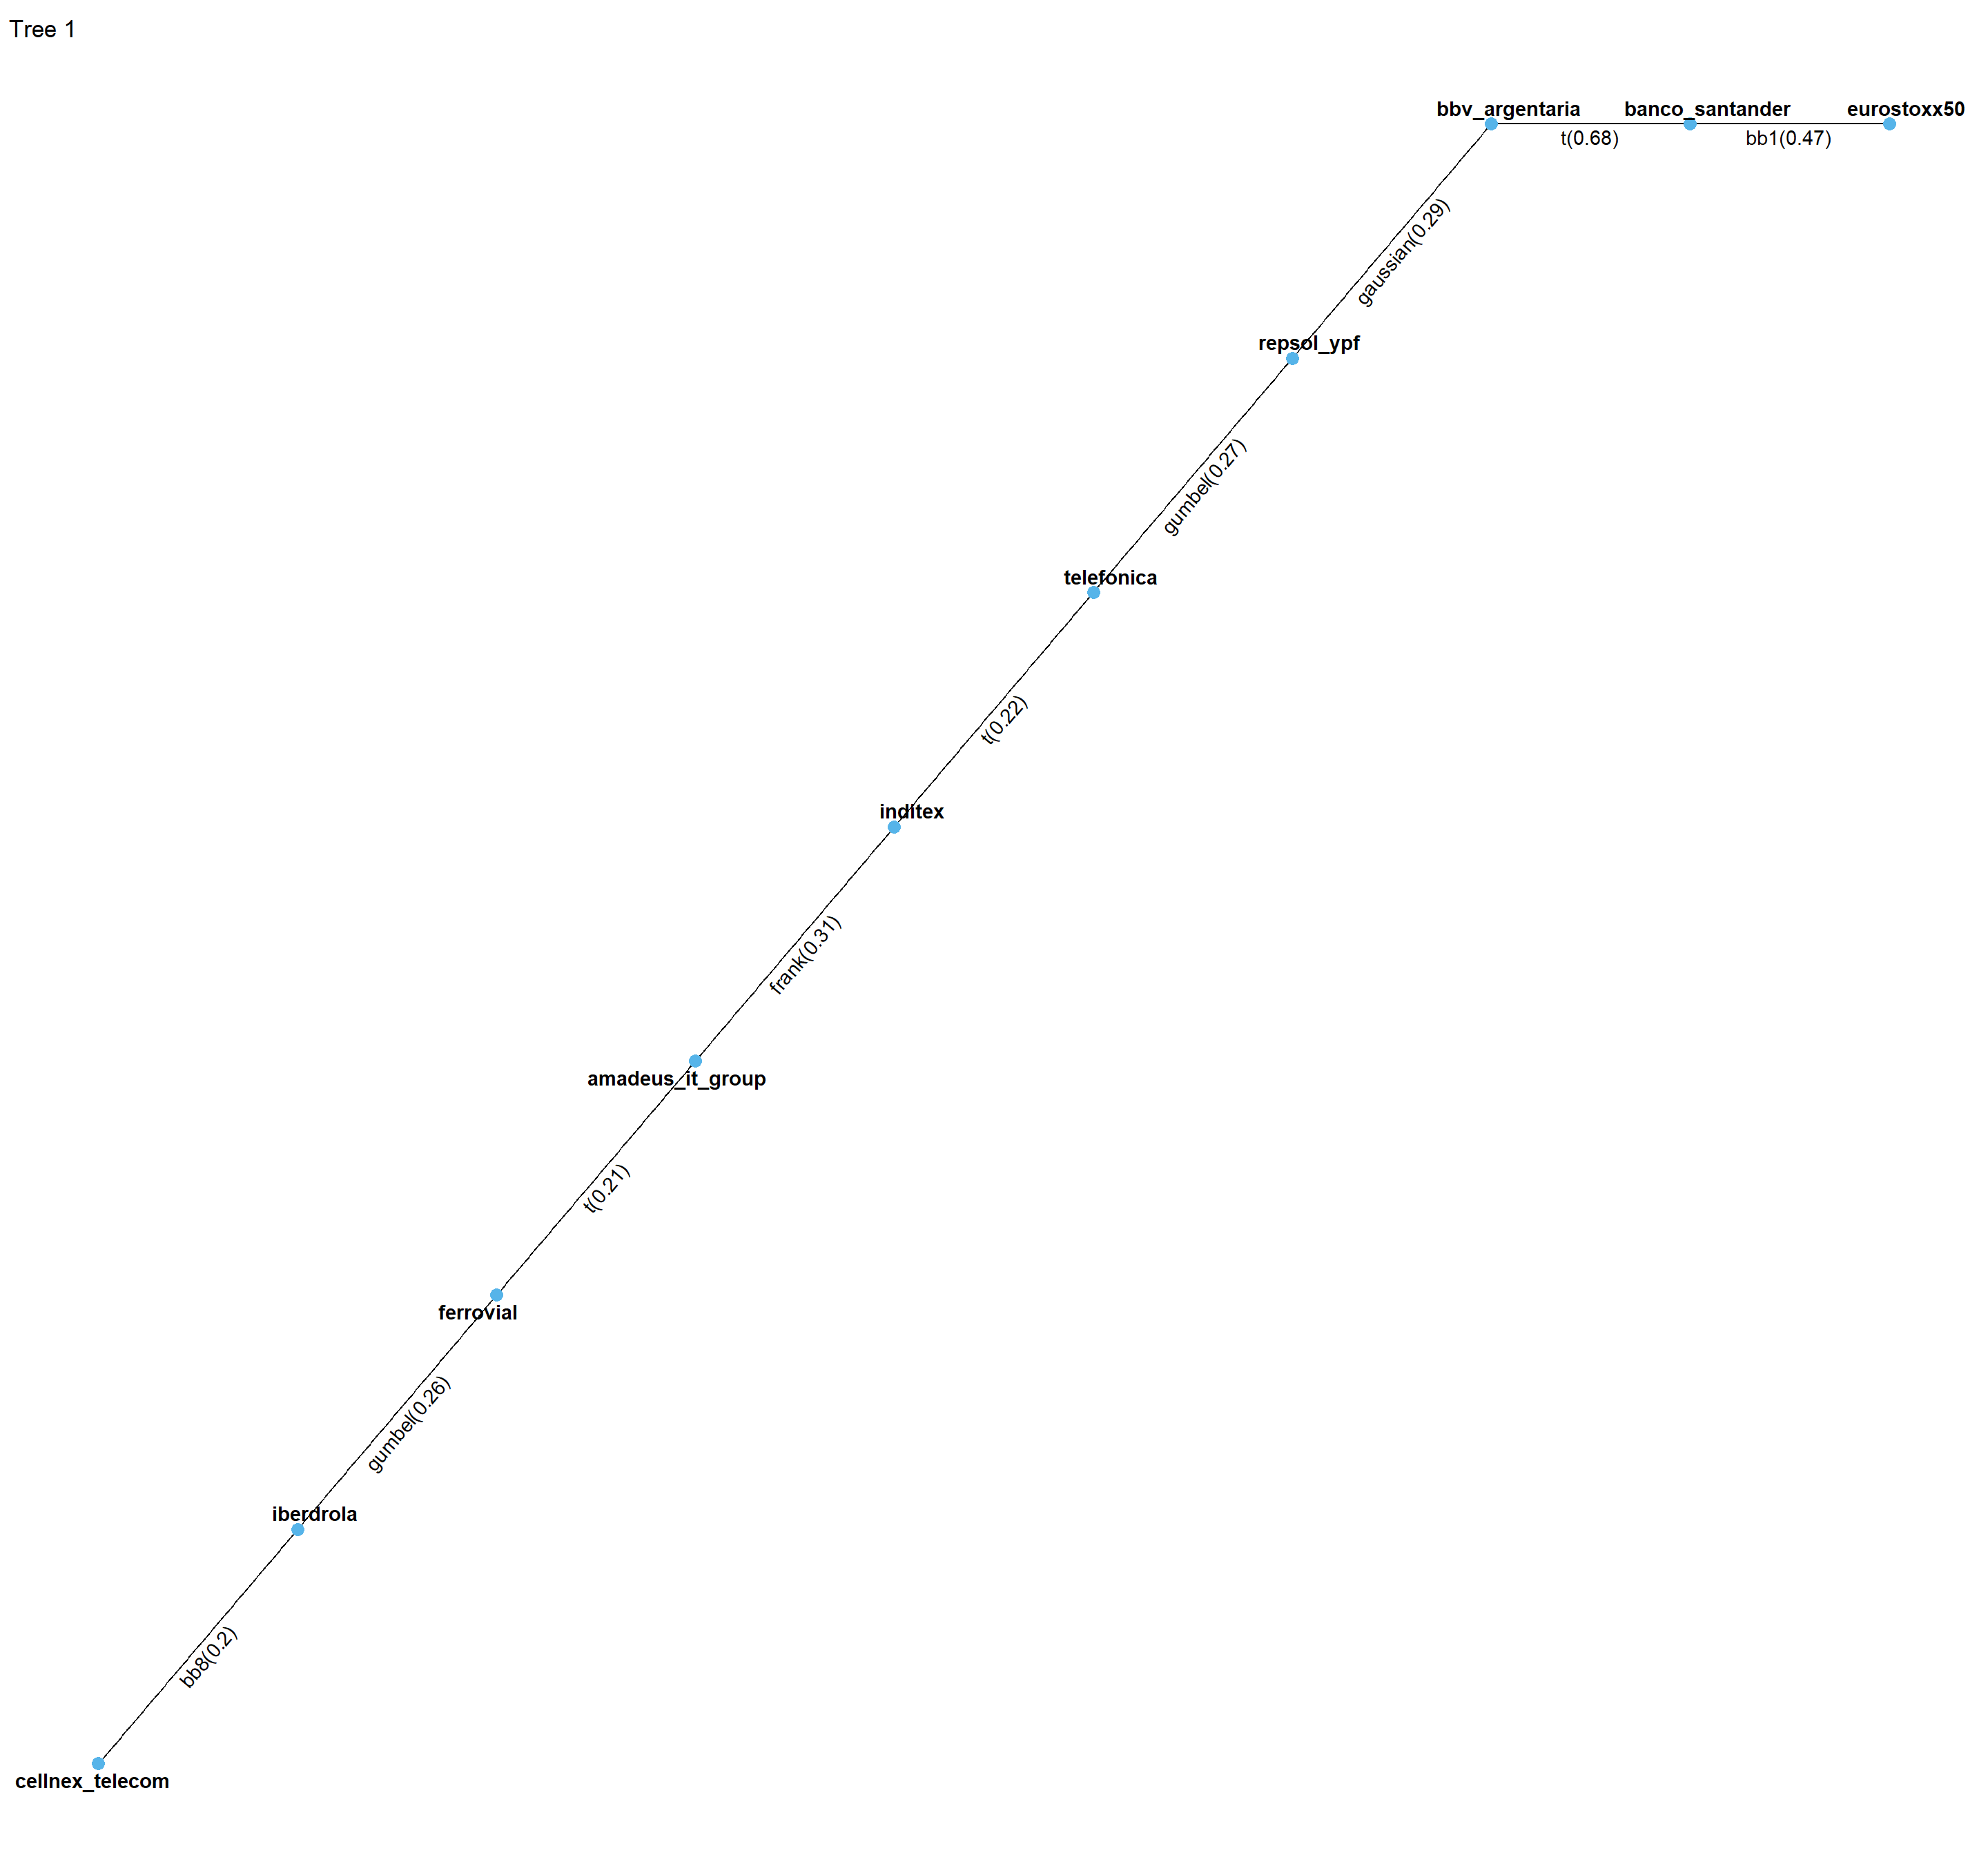 Tree 1
bbv_argentaria
banco_santander
eurostoxx50
t(0.68)
bb1(0.47)
gaussian(0.29)
repsol_ypf
gumbel(0.27)
telefonica
t(0.22)
inditex
frank(0.31)
amadeus_it_group
t(0.21)
ferrovial
gumbel(0.26)
iberdrola
bb8(0.2)
cellnex_telecom